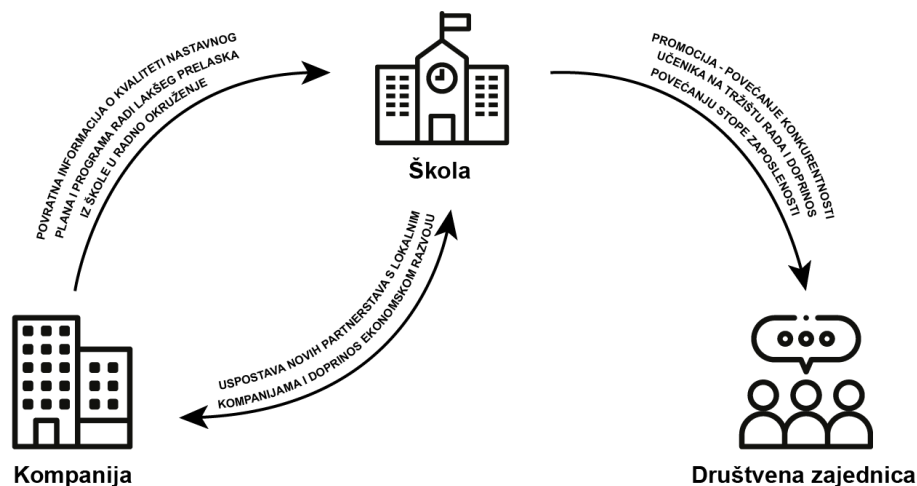 POVRATNA INFORMACIJA O KVALITETI NASTAVNOG
PLANA I PROGRAMA RADI LAKŠEG PRELASKA
IZ ŠKOLE U RADNO OKRUŽENJE
Škola
PROMOCIJA - POVEĆANJE KONKURENTNOSTI
UČENIKA NA TRŽIŠTU RADA I DOPRINOS
POVEĆANJU STOPE ZAPOSLENOSTI
USPOSTAVA NOVIH PARTNERSTAVA S LOKALNIM
KOMPANIJAMA I DOPRINOS EKONOMSKOM RAZVOJU
Kompanija
Društvena zajednica